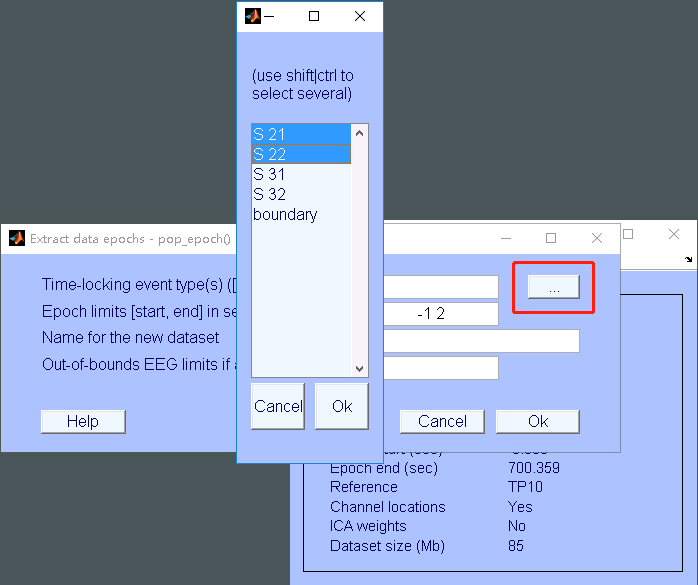 (use shift|ctrl to
select several)
S 21
S 22
S 31
S 32
boundary
Cancel
Ok
Extract data epochs - pop_epoch()
Time-locking event type(s) ([
...
Epoch limits [start, end] in se
-1 2
Name for the new dataset
Out-of-bounds EEG limits if
Help
Cancel
Ok
Epoch end (sec) 700.359
Reference TP10
Channel locations Yes
ICA weights No
Dataset size (Mb) 85